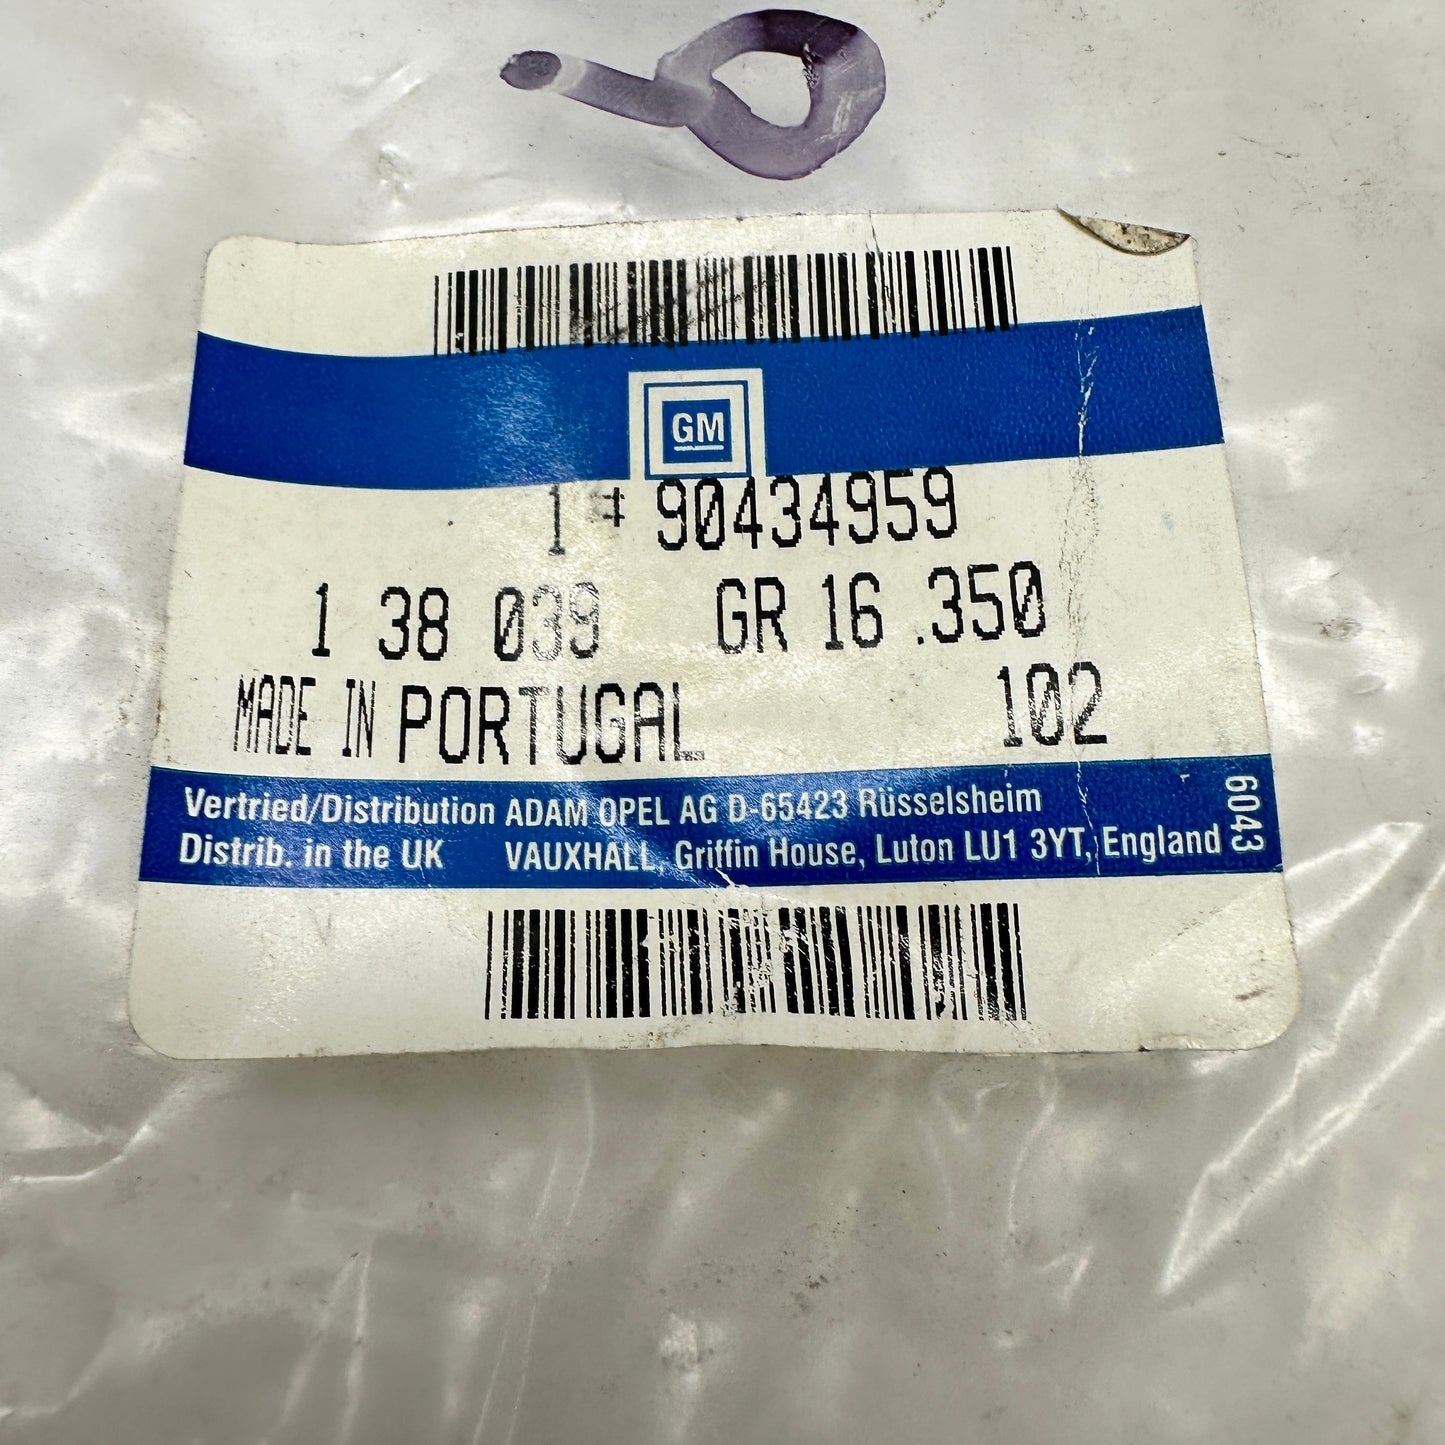 GM
1 # 90434959
1 38 039 GR 16 .350
MADE IN PORTUGAL 102
Vertried/Distribution ADAM OPEL AG D-65423 Rüsselsheim
Distrib. in the UK VAUXHALL, Griffin House, Luton LU1 3YT, England
6043